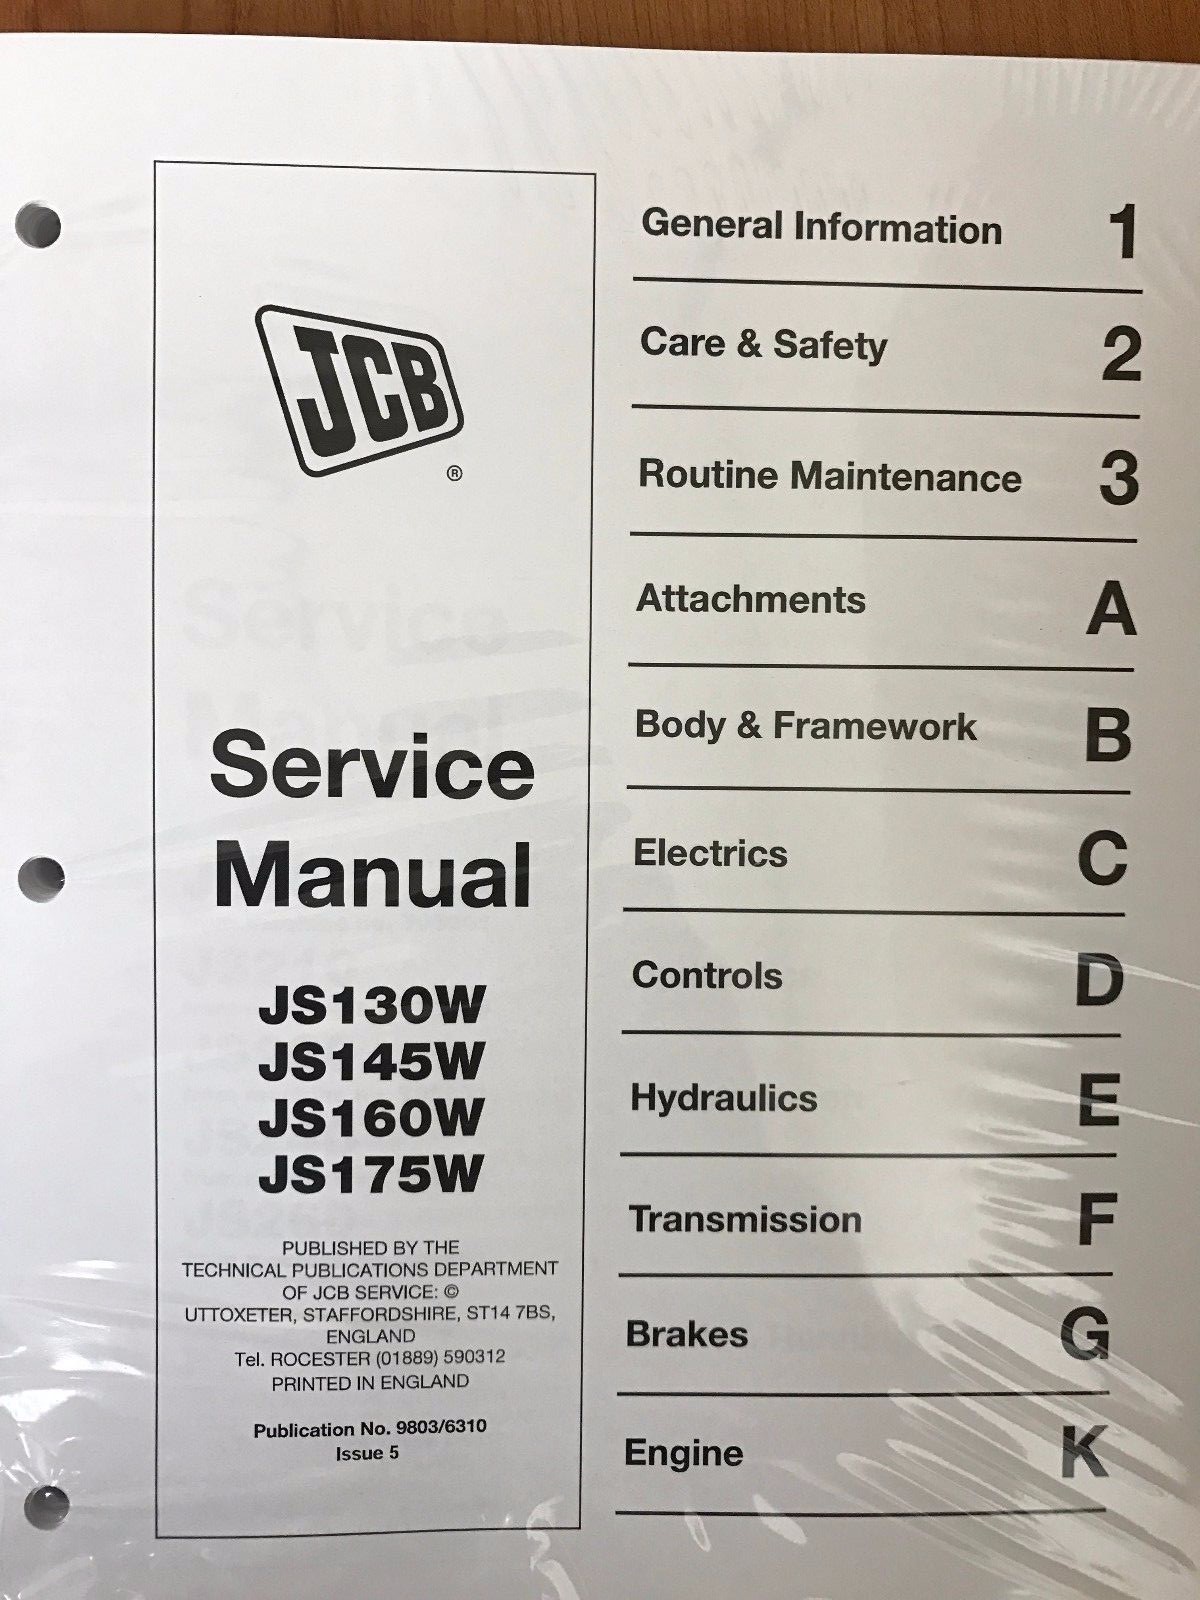 JCB
®
Service
Manual
JS130W
JS145W
JS160W
JS175W
PUBLISHED BY THE
TECHNICAL PUBLICATIONS DEPARTMENT
OF JCB SERVICE: ©
UTTOXETER, STAFFORDSHIRE, ST14 7BS,
ENGLAND
Tel. ROCESTER (01889) 590312
PRINTED IN ENGLAND
Publication No. 9803/6310
Issue 5
General Information 1
Care & Safety 2
Routine Maintenance 3
Attachments A
Body & Framework B
Electrics C
Controls D
Hydraulics E
Transmission F
Brakes G
Engine K